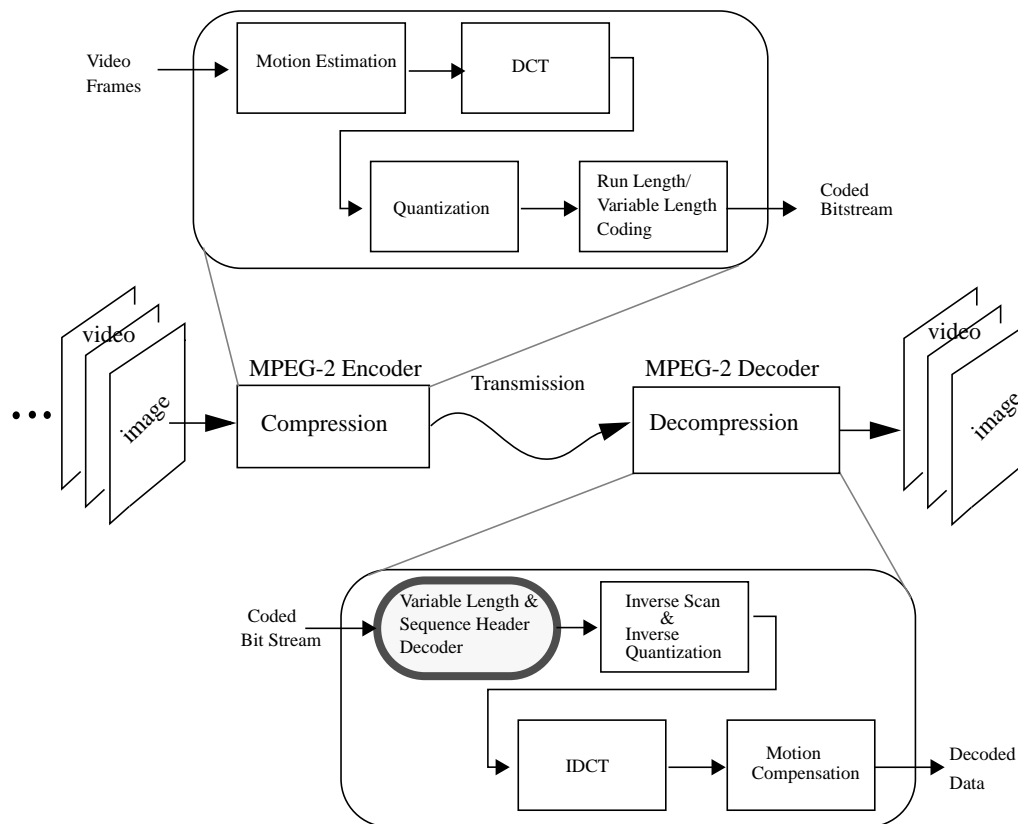 Video
Frames
Motion Estimation
DCT
Quantization
Run Length/
Variable Length
Coding
Coded
Bitstream
video
image
MPEG-2 Encoder
Compression
Transmission
MPEG-2 Decoder
Decompression
video
image
Coded
Bit Stream
Variable Length &
Sequence Header
Decoder
Inverse Scan
&
Inverse
Quantization
IDCT
Motion
Compensation
Decoded
Data